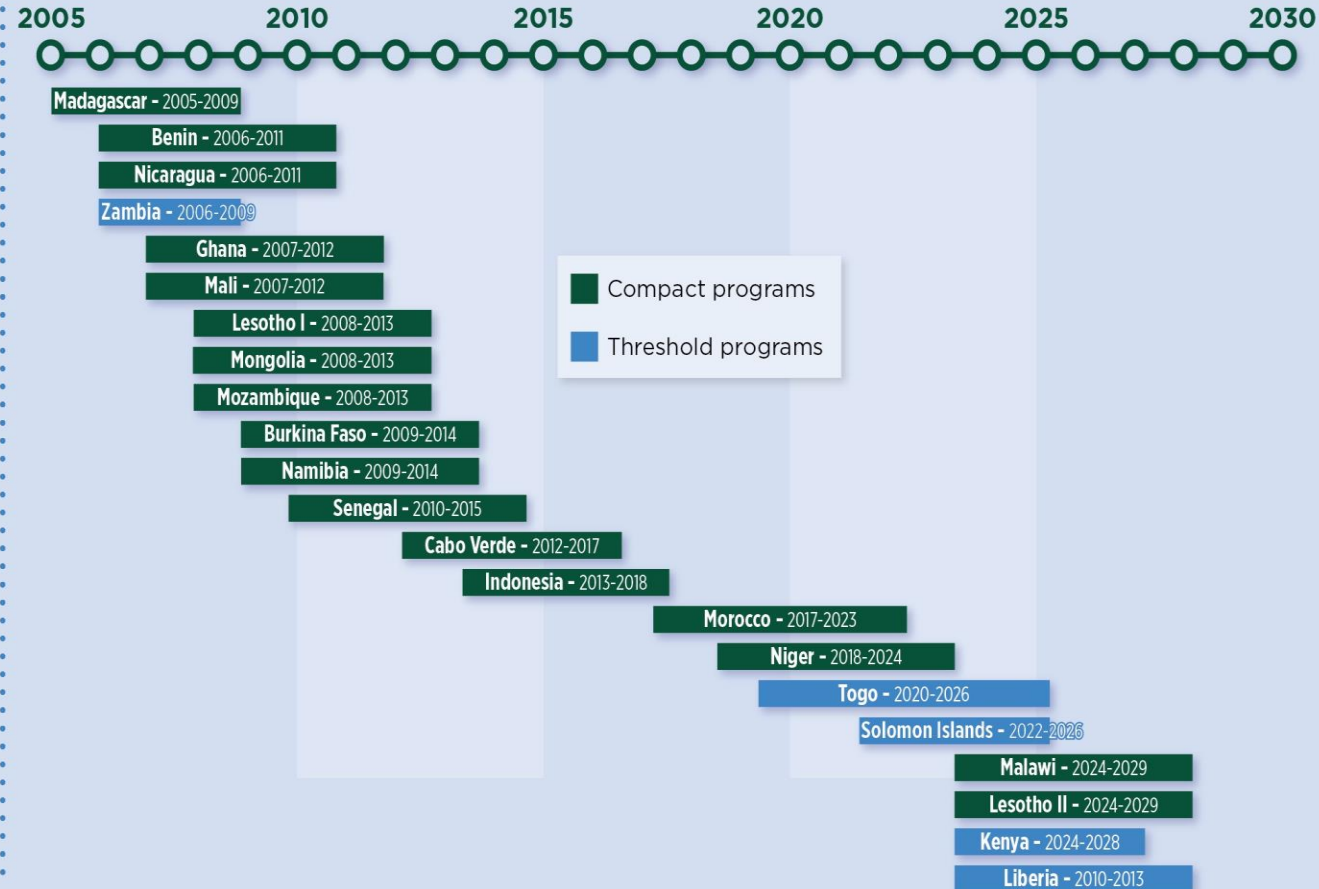 2005 2010 2015 2020 2025 2030
Madagascar - 2005-2009
Benin - 2006-2011
Nicaragua - 2006-2011
Zambia - 2006-2009
Ghana - 2007-2012
Mali - 2007-2012
Compact programs
Lesotho I - 2008-2013
Threshold programs
Mongolia - 2008-2013
Mozambique - 2008-2013
Burkina Faso - 2009-2014
Namibia - 2009-2014
Senegal - 2010-2015
Cabo Verde - 2012-2017
Indonesia - 2013-2018
Morocco - 2017-2023
Niger - 2018-2024
Togo - 2020-2026
Solomon Islands - 2022-2026
Malawi - 2024-2029
Lesotho II - 2024-2029
Kenya - 2024-2028
Liberia - 2010-2013